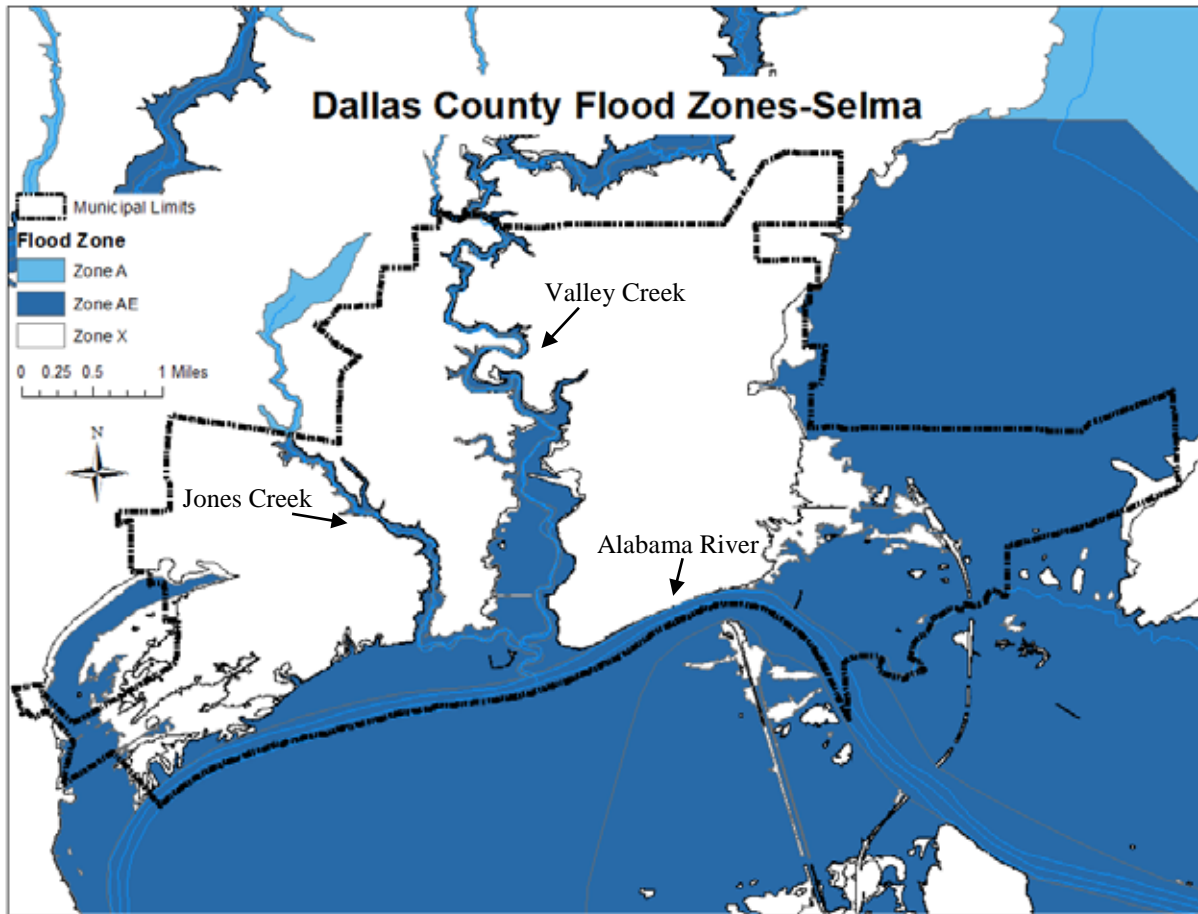 Dallas County Flood Zones-Selma
Municipal Limits
Flood Zone
Zone A
Zone AE
Zone X
0 0.25 0.5 1 Miles
N
Valley Creek
Jones Creek
Alabama River